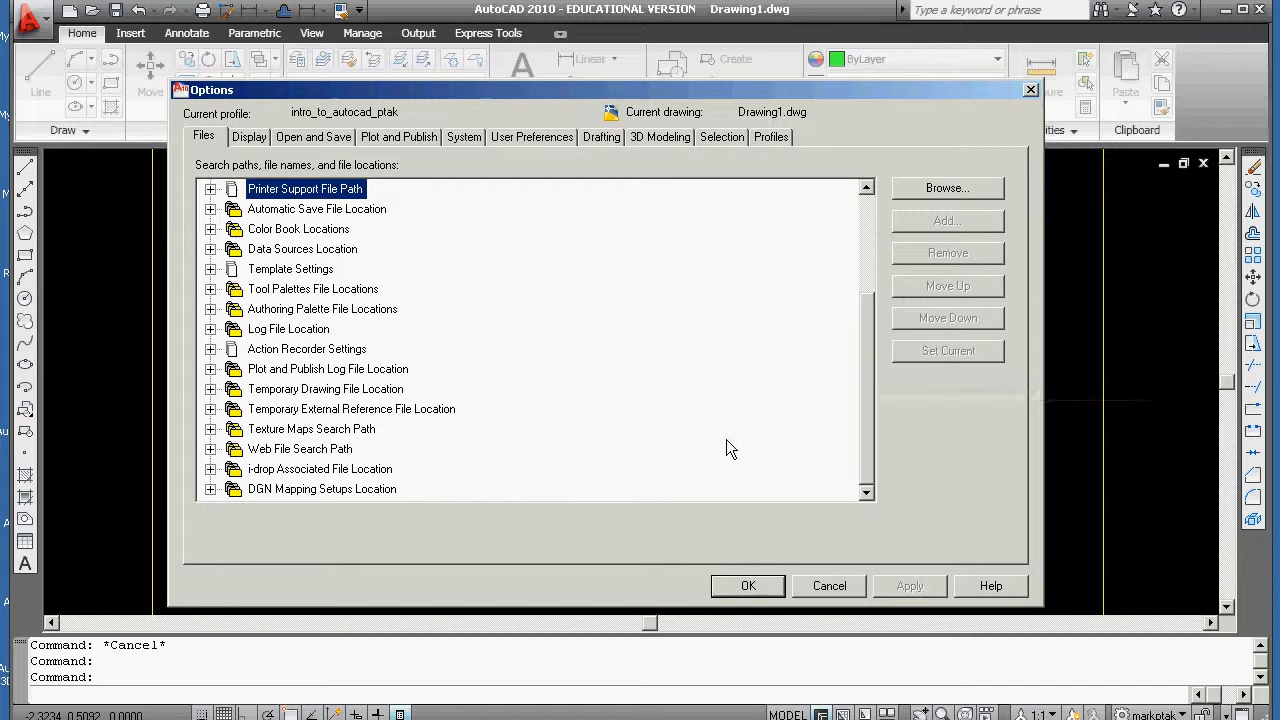 AutoCAD 2010 - EDUCATIONAL VERSION Drawing1.dwg
Type a keyword or phrase
Home Insert Annotate Parametric View Manage Output Express Tools
Line
Linear
Create
ByLayer
Paste
Draw
Clipboard
Options
Current profile: intro_to_autocad_ptak Current drawing: Drawing1.dwg
Files Display Open and Save Plot and Publish System User Preferences Drafting 3D Modeling Selection Profiles
Search paths, file names, and file locations:
Printer Support File Path
Automatic Save File Location
Color Book Locations
Data Sources Location
Template Settings
Tool Palettes File Locations
Authoring Palette File Locations
Log File Location
Action Recorder Settings
Plot and Publish Log File Location
Temporary Drawing File Location
Temporary External Reference File Location
Texture Maps Search Path
Web File Search Path
i-drop Associated File Location
DGN Mapping Setups Location
Browse...
Add...
Remove
Move Up
Move Down
Set Current
OK Cancel Apply Help
Command: *Cancel*
Command:
Command:
-2.3234, 0.5092, 0.0000 MODEL 1:1 markptak